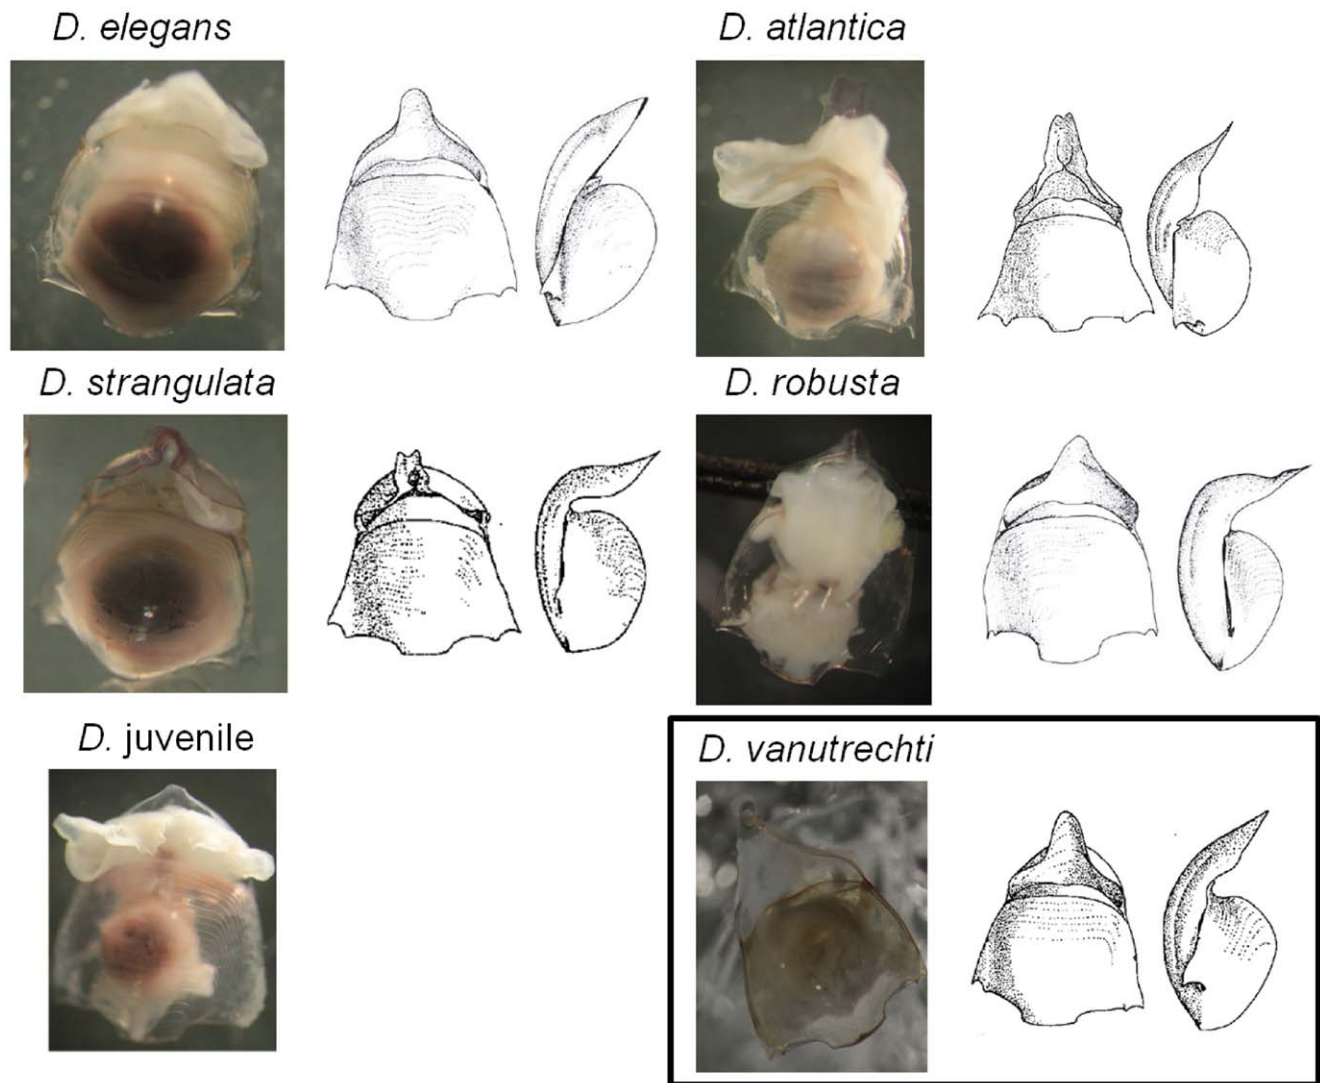 D. elegans
D. atlantica
D. strangulata
D. robusta
D. juvenile
D. vanutrechti